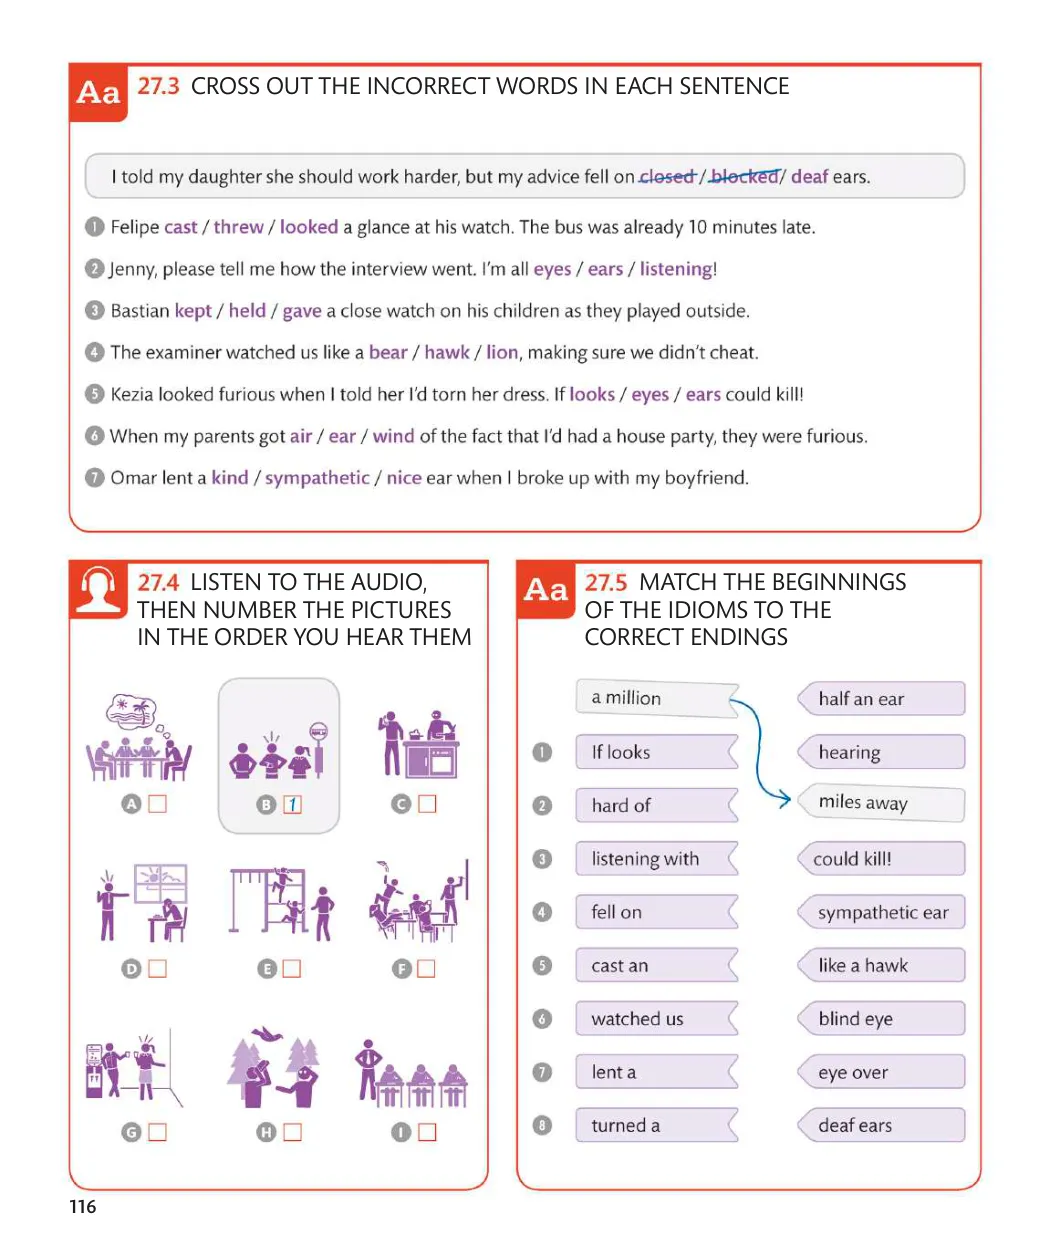 Aa 27.3 CROSS OUT THE INCORRECT WORDS IN EACH SENTENCE
I told my daughter she should work harder, but my advice fell on closed / blocked / deaf ears.
1 Felipe cast / threw / looked a glance at his watch. The bus was already 10 minutes late.
2 Jenny, please tell me how the interview went. I'm all eyes / ears / listening!
3 Bastian kept / held / gave a close watch on his children as they played outside.
4 The examiner watched us like a bear / hawk / lion, making sure we didn't cheat.
5 Kezia looked furious when I told her I'd torn her dress. If looks / eyes / ears could kill!
6 When my parents got air / ear / wind of the fact that I'd had a house party, they were furious.
7 Omar lent a kind / sympathetic / nice ear when I broke up with my boyfriend.
27.4 LISTEN TO THE AUDIO,
THEN NUMBER THE PICTURES
IN THE ORDER YOU HEAR THEM
A
B 1
C
D
E
F
G
H
I
Aa 27.5 MATCH THE BEGINNINGS
OF THE IDIOMS TO THE
CORRECT ENDINGS
a million half an ear
1 If looks hearing
2 hard of miles away
3 listening with could kill!
4 fell on sympathetic ear
5 cast an like a hawk
6 watched us blind eye
7 lent a eye over
8 turned a deaf ears
116